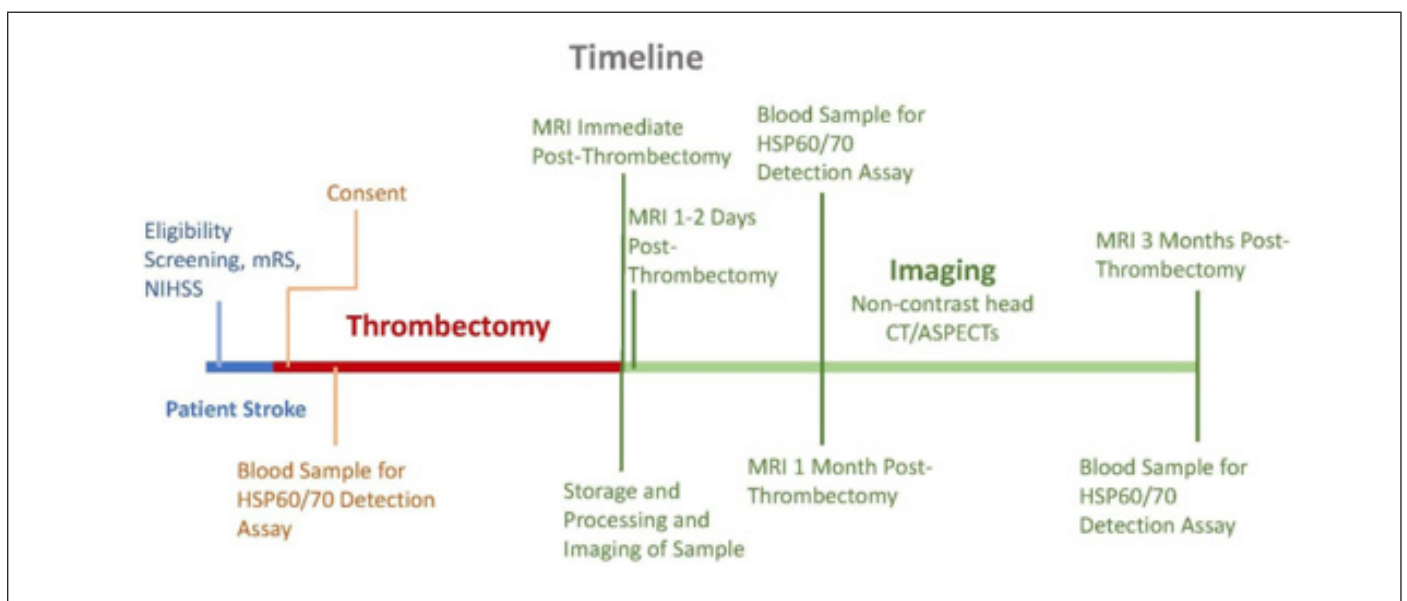 Timeline
MRI Immediate
Post-Thrombectomy
Blood Sample for
HSP60/70
Detection Assay
Consent
Eligibility
Screening, mRS,
NIHSS
MRI 1-2 Days
Post-
Thrombectomy
MRI 3 Months Post-
Thrombectomy
Imaging
Non-contrast head
CT/ASPECTs
Thrombectomy
Patient Stroke
Blood Sample for
HSP60/70 Detection
Assay
Storage and
Processing and
Imaging of Sample
MRI 1 Month Post-
Thrombectomy
Blood Sample for
HSP60/70
Detection Assay